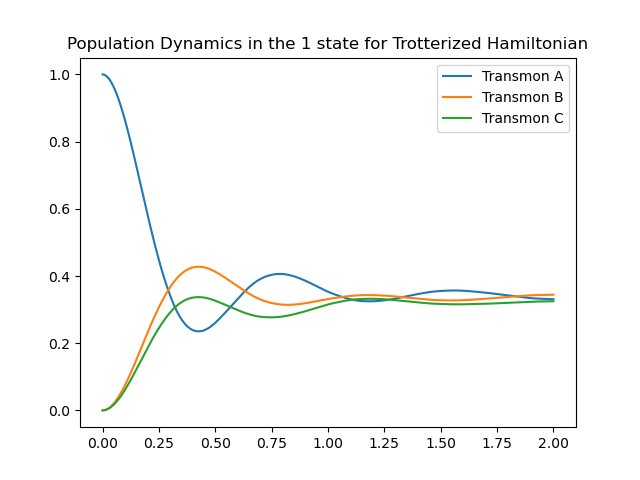 Population Dynamics in the 1 state for Trotterized Hamiltonian
Transmon A
Transmon B
Transmon C
1.0
0.8
0.6
0.4
0.2
0.0
0.00 0.25 0.50 0.75 1.00 1.25 1.50 1.75 2.00